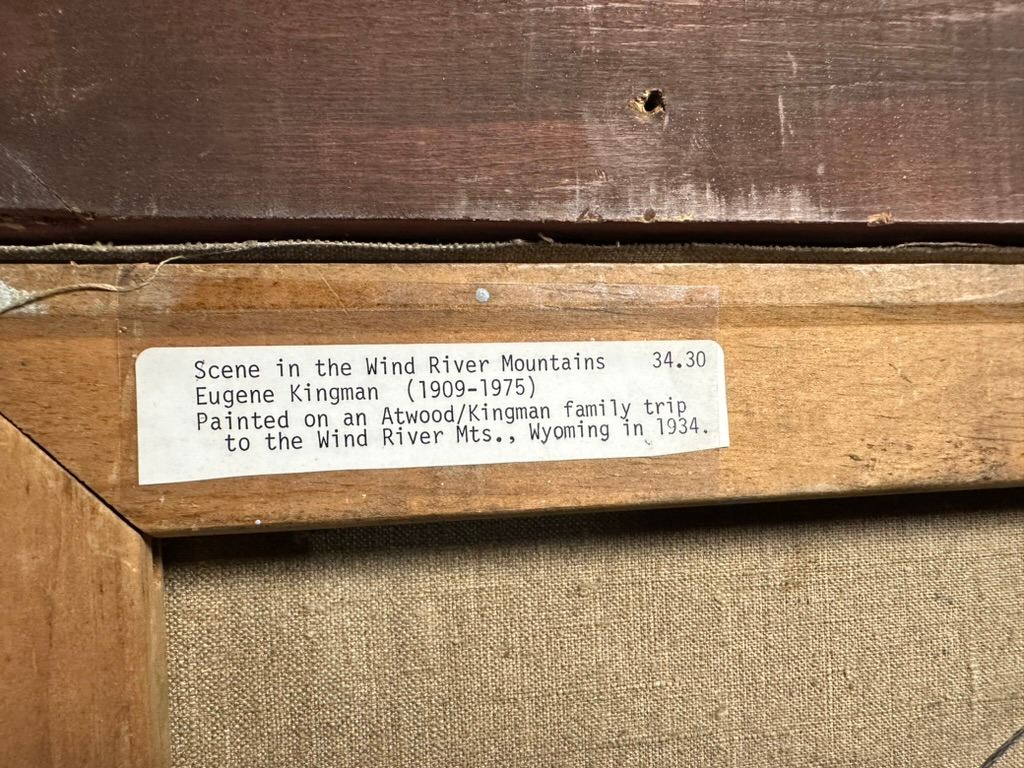 Scene in the Wind River Mountains 34.30
Eugene Kingman (1909-1975)
Painted on an Atwood/Kingman family trip
to the Wind River Mts., Wyoming in 1934.